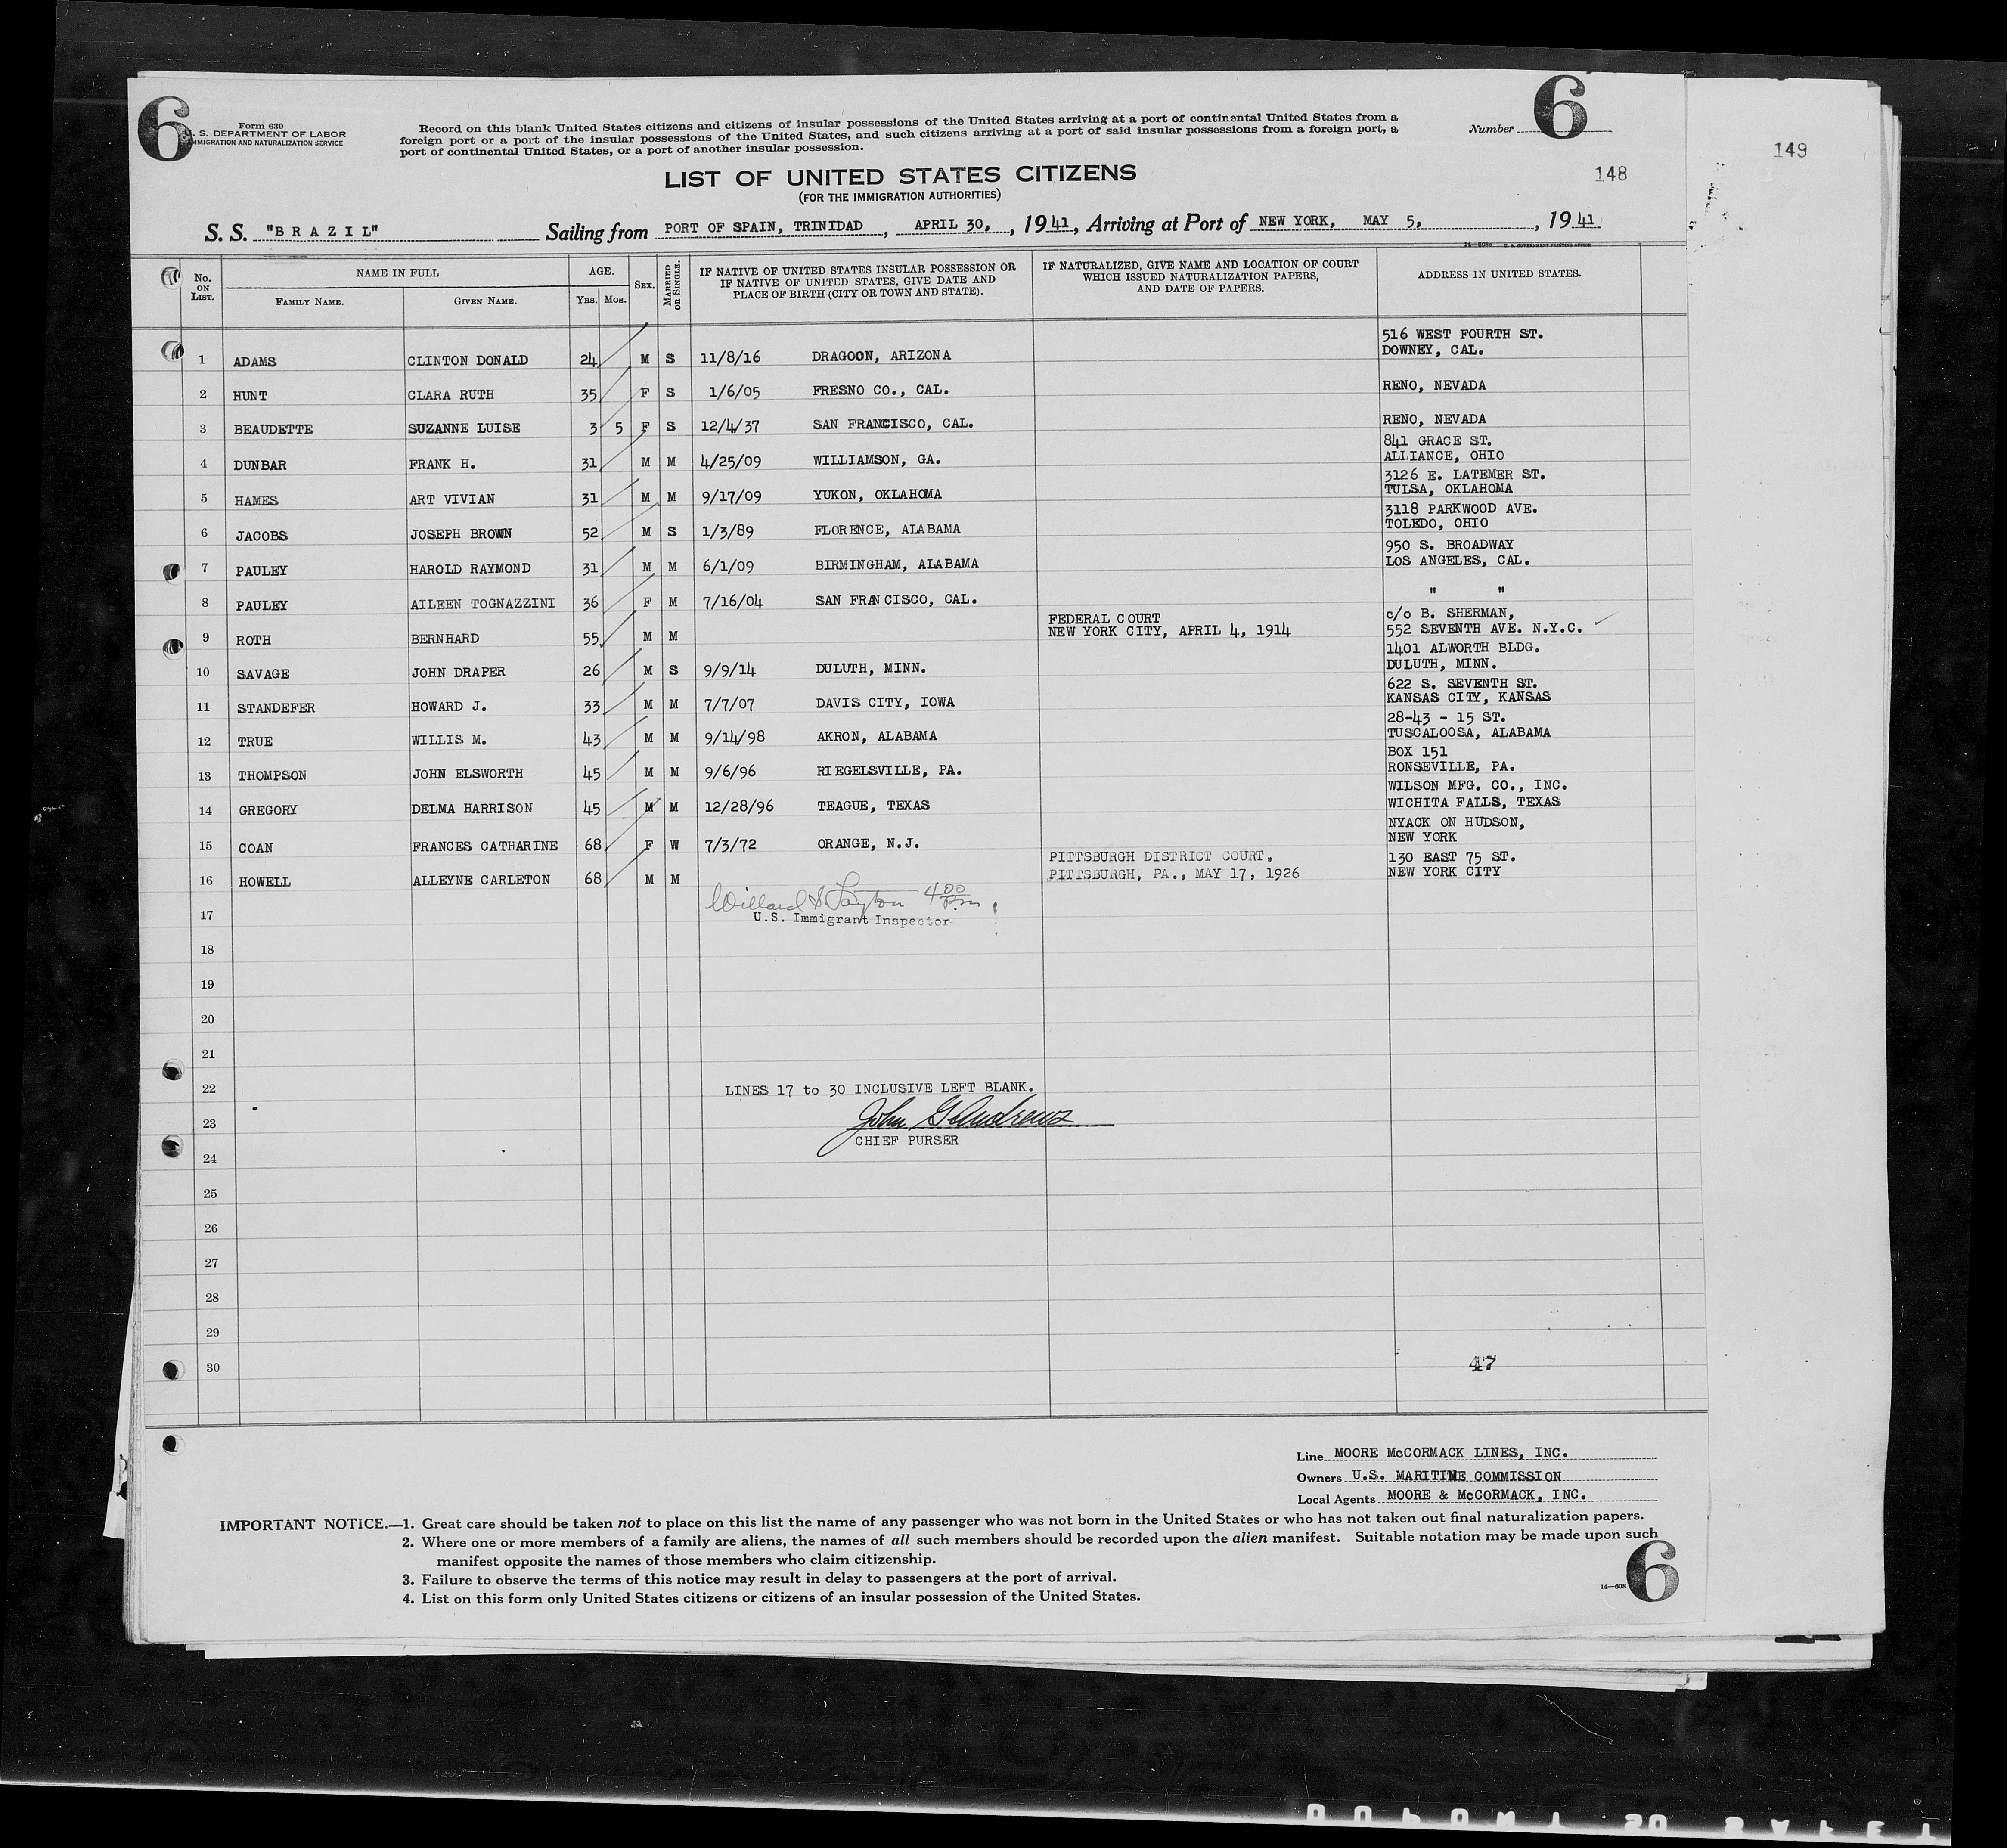 6
Form 630
U. S. DEPARTMENT OF LABOR
IMMIGRATION AND NATURALIZATION SERVICE
Record on this blank United States citizens and citizens of insular possessions of the United States arriving at a port of continental United States from a
foreign port or a port of the insular possessions of the United States, and such citizens arriving at a port of said insular possessions from a foreign port, a
port of continental United States, or a port of another insular possession.
Number 6
149
148
LIST OF UNITED STATES CITIZENS
(FOR THE IMMIGRATION AUTHORITIES)
S. S. "B R A Z I L" Sailing from PORT OF SPAIN, TRINIDAD, APRIL 30, , 1941, Arriving at Port of NEW YORK, MAY 5, , 1941
No. ON LIST. NAME IN FULL FAMILY NAME. GIVEN NAME. AGE. YRS. MOS. SEX. MARRIED OR SINGLE. IF NATIVE OF UNITED STATES INSULAR POSSESSION OR IF NATIVE OF UNITED STATES, GIVE DATE AND PLACE OF BIRTH (CITY OR TOWN AND STATE). IF NATURALIZED, GIVE NAME AND LOCATION OF COURT WHICH ISSUED NATURALIZATION PAPERS, AND DATE OF PAPERS. ADDRESS IN UNITED STATES.
1 ADAMS CLINTON DONALD 24 M S 11/8/16 DRAGOON, ARIZONA 516 WEST FOURTH ST. DOWNEY, CAL.
2 HUNT CLARA RUTH 35 F S 1/6/05 FRESNO CO., CAL. RENO, NEVADA
3 BEAUDETTE SUZANNE LUISE 3 5 F S 12/4/37 SAN FRANCISCO, CAL. RENO, NEVADA
4 DUNBAR FRANK H. 31 M M 4/25/09 WILLIAMSON, GA. 841 GRACE ST. ALLIANCE, OHIO
5 HAMES ART VIVIAN 31 M M 9/17/09 YUKON, OKLAHOMA 3126 E. LATEMER ST. TULSA, OKLAHOMA
6 JACOBS JOSEPH BROWN 52 M S 1/3/89 FLORENCE, ALABAMA 3118 PARKWOOD AVE. TOLEDO, OHIO
7 PAULEY HAROLD RAYMOND 31 M M 6/1/09 BIRMINGHAM, ALABAMA 950 S. BROADWAY LOS ANGELES, CAL.
8 PAULEY AILEEN TOGNAZZINI 36 F M 7/16/04 SAN FRANCISCO, CAL. " "
9 ROTH BERNHARD 55 M M FEDERAL COURT NEW YORK CITY, APRIL 4, 1914 c/o B. SHERMAN, 552 SEVENTH AVE. N.Y.C.
10 SAVAGE JOHN DRAPER 26 M S 9/9/14 DULUTH, MINN. 1401 ALWORTH BLDG. DULUTH, MINN.
11 STANDEFER HOWARD J. 33 M M 7/7/07 DAVIS CITY, IOWA 622 S. SEVENTH ST. KANSAS CITY, KANSAS
12 TRUE WILLIS M. 43 M M 9/14/98 AKRON, ALABAMA 28-43 - 15 ST. TUSCALOOSA, ALABAMA
13 THOMPSON JOHN ELSWORTH 45 M M 9/6/96 RIEGELSVILLE, PA. BOX 151 RONSEVILLE, PA.
14 GREGORY DELMA HARRISON 45 M M 12/28/96 TEAGUE, TEXAS WILSON MFG. CO., INC. WICHITA FALLS, TEXAS
15 COAN FRANCES CATHARINE 68 F W 7/3/72 ORANGE, N.J. NYACK ON HUDSON, NEW YORK
16 HOWELL ALLEYNE CARLETON 68 M M PITTSBURGH DISTRICT COURT, PITTSBURGH, PA., MAY 17, 1926 130 EAST 75 ST. NEW YORK CITY
Willard S Layton 4 00 P.m.
17 U.S. Immigrant Inspector
18
19
20
21
22 LINES 17 to 30 INCLUSIVE LEFT BLANK.
23 John G Andrews
CHIEF PURSER
24
25
26
27
28
29
30 47
Line MOORE McCORMACK LINES, INC.
Owners U.S. MARITIME COMMISSION
Local Agents MOORE & McCORMACK, INC.
IMPORTANT NOTICE.—1. Great care should be taken not to place on this list the name of any passenger who was not born in the United States or who has not taken out final naturalization papers.
2. Where one or more members of a family are aliens, the names of all such members should be recorded upon the alien manifest. Suitable notation may be made upon such
manifest opposite the names of those members who claim citizenship.
3. Failure to observe the terms of this notice may result in delay to passengers at the port of arrival.
4. List on this form only United States citizens or citizens of an insular possession of the United States.
14—608
6